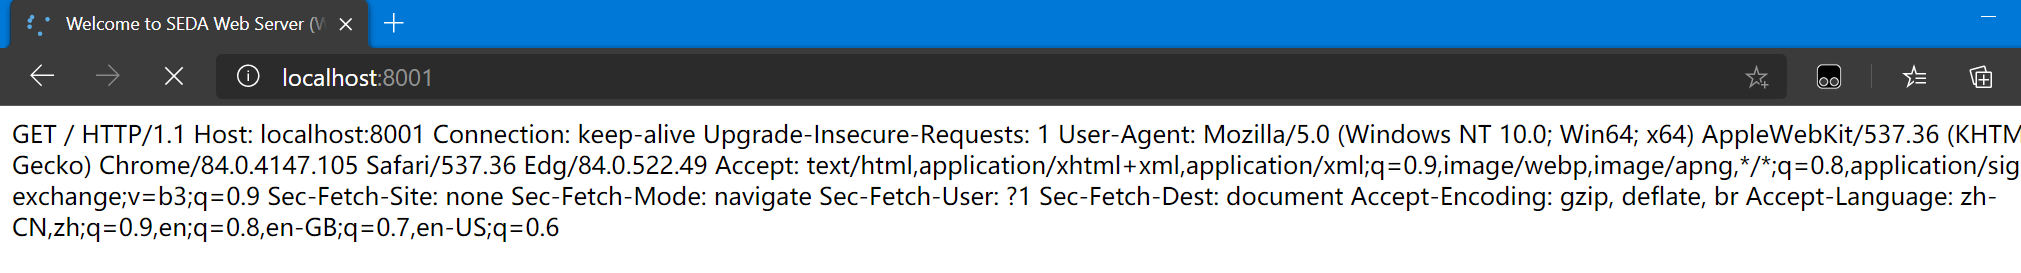 Welcome to SEDA Web Server (W
localhost:8001
GET / HTTP/1.1 Host: localhost:8001 Connection: keep-alive Upgrade-Insecure-Requests: 1 User-Agent: Mozilla/5.0 (Windows NT 10.0; Win64; x64) AppleWebKit/537.36 (KHTM
Gecko) Chrome/84.0.4147.105 Safari/537.36 Edg/84.0.522.49 Accept: text/html,application/xhtml+xml,application/xml;q=0.9,image/webp,image/apng,*/*;q=0.8,application/sig
exchange;v=b3;q=0.9 Sec-Fetch-Site: none Sec-Fetch-Mode: navigate Sec-Fetch-User: ?1 Sec-Fetch-Dest: document Accept-Encoding: gzip, deflate, br Accept-Language: zh-
CN,zh;q=0.9,en;q=0.8,en-GB;q=0.7,en-US;q=0.6